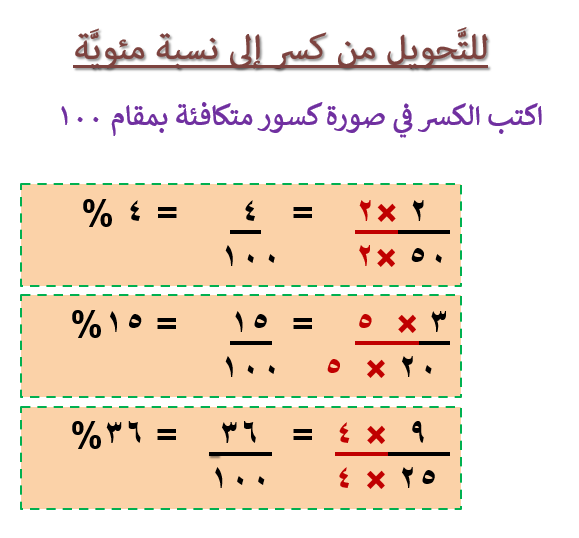 للتَّحويل من كسر إلى نسبة مئويَّة
اكتب الكسر في صورة كسور متكافئة بمقام ١٠٠
٢ × ٢ = ٤ = ٤ %
٥٠ × ٢ ١٠٠
٣ × ٥ = ١٥ = ١٥ %
٢٠ × ٥ ١٠٠
٩ × ٤ = ٣٦ = ٣٦ %
٢٥ × ٤ ١٠٠